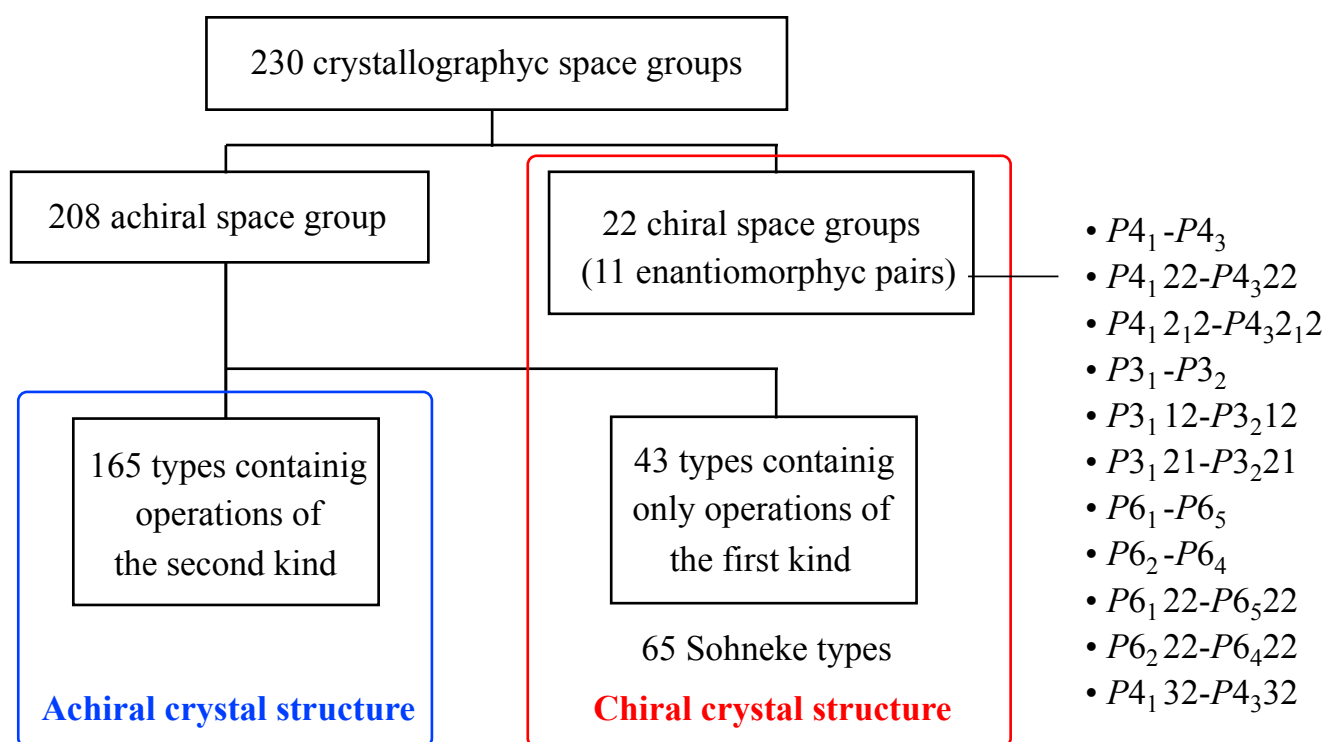 230 crystallographyc space groups
208 achiral space group
22 chiral space groups
(11 enantiomorphyc pairs)
• P4₁-P4₃
• P4₁22-P4₃22
• P4₁2₁2-P4₃2₁2
• P3₁-P3₂
• P3₁12-P3₂12
• P3₁21-P3₂21
• P6₁-P6₅
• P6₂-P6₄
• P6₁22-P6₅22
• P6₂22-P6₄22
• P4₁32-P4₃32
165 types containig
operations of
the second kind
43 types containig
only operations of
the first kind
65 Sohneke types
Achiral crystal structure
Chiral crystal structure